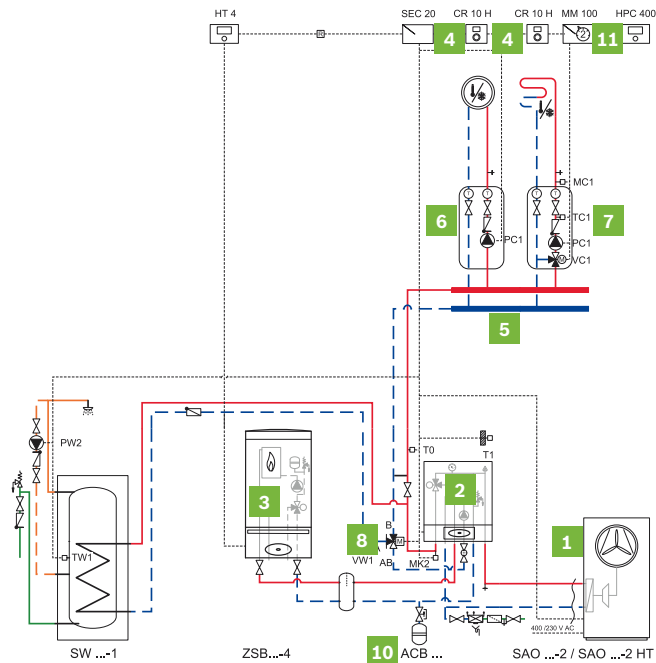 HT 4
SEC 20
CR 10 H
CR 10 H
MM 100
HPC 400
4
4
2
11
MC1
T
T
T
T
6
TC1
7
PC1
PC1
M
VC1
5
PW2
T0
T1
3
2
1
B
8
M
A
VW1
AB
MK2
TW1
400 /230 V AC
10
SW ...-1
ZSB...-4
ACB ...
SAO ...-2 / SAO ...-2 HT